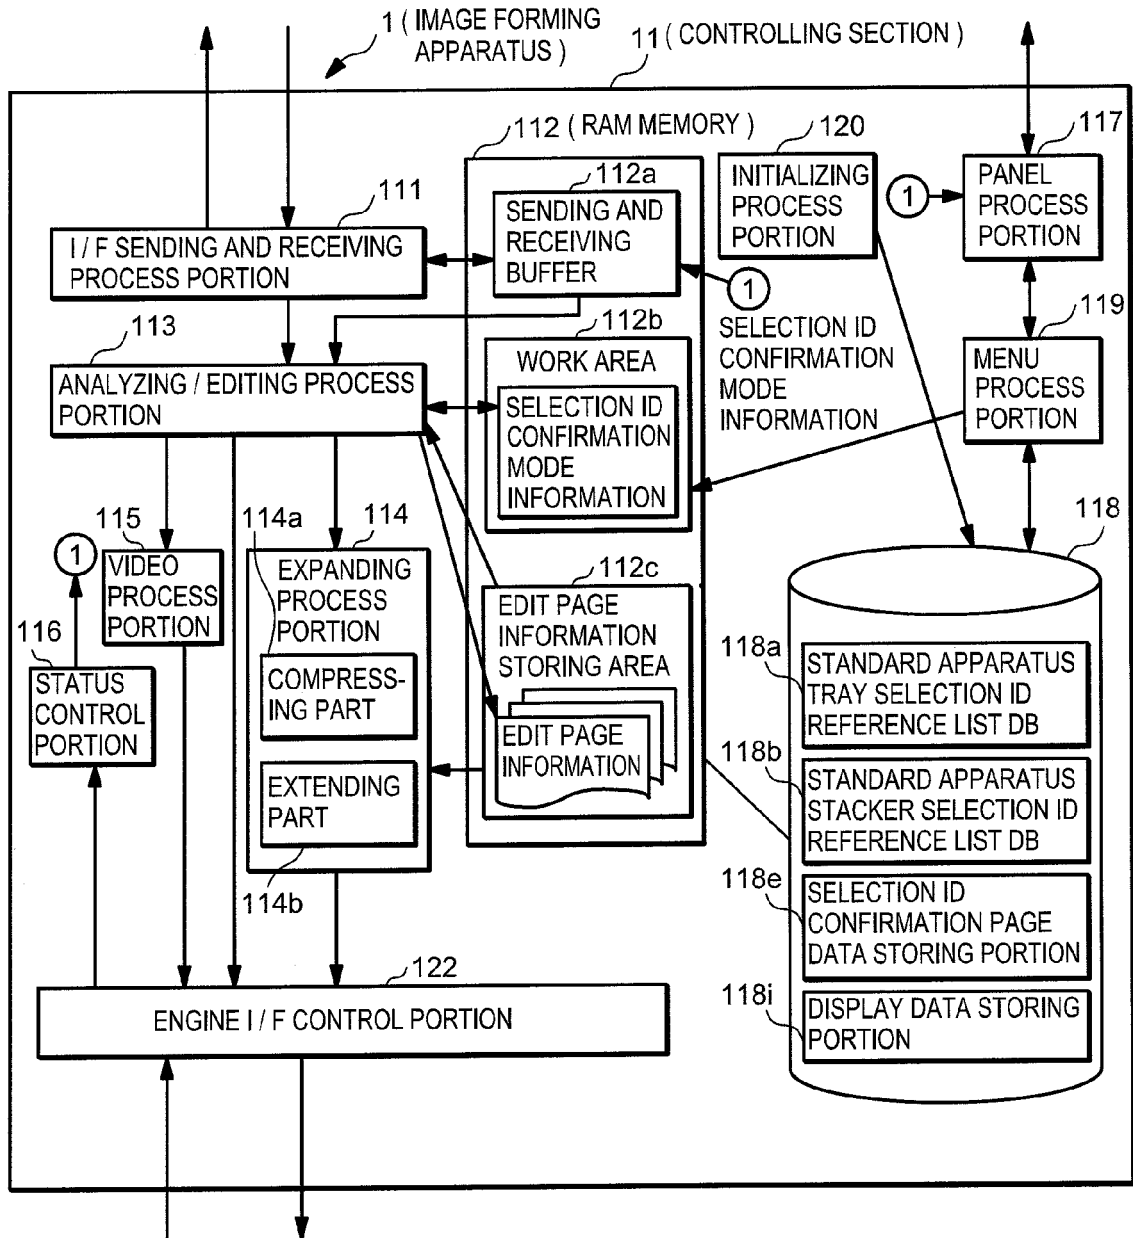 1 ( IMAGE FORMING
APPARATUS )
11 ( CONTROLLING SECTION )
112 ( RAM MEMORY )
120
117
111
112a
INITIALIZING
PROCESS
PORTION
1
PANEL
PROCESS
PORTION
I / F SENDING AND RECEIVING
PROCESS PORTION
SENDING AND
RECEIVING
BUFFER
1
SELECTION ID
CONFIRMATION
MODE
INFORMATION
113
112b
119
ANALYZING / EDITING PROCESS
PORTION
WORK AREA
SELECTION ID
CONFIRMATION
MODE
INFORMATION
MENU
PROCESS
PORTION
115
114a
114
118
1
VIDEO
PROCESS
PORTION
EXPANDING
PROCESS
PORTION
112c
EDIT PAGE
INFORMATION
STORING AREA
116
STATUS
CONTROL
PORTION
COMPRESS-
ING PART
EDIT PAGE
INFORMATION
118a
STANDARD APPARATUS
TRAY SELECTION ID
REFERENCE LIST DB
EXTENDING
PART
118b
STANDARD APPARATUS
STACKER SELECTION ID
REFERENCE LIST DB
114b
118e
SELECTION ID
CONFIRMATION PAGE
DATA STORING PORTION
122
118i
ENGINE I / F CONTROL PORTION
DISPLAY DATA STORING
PORTION